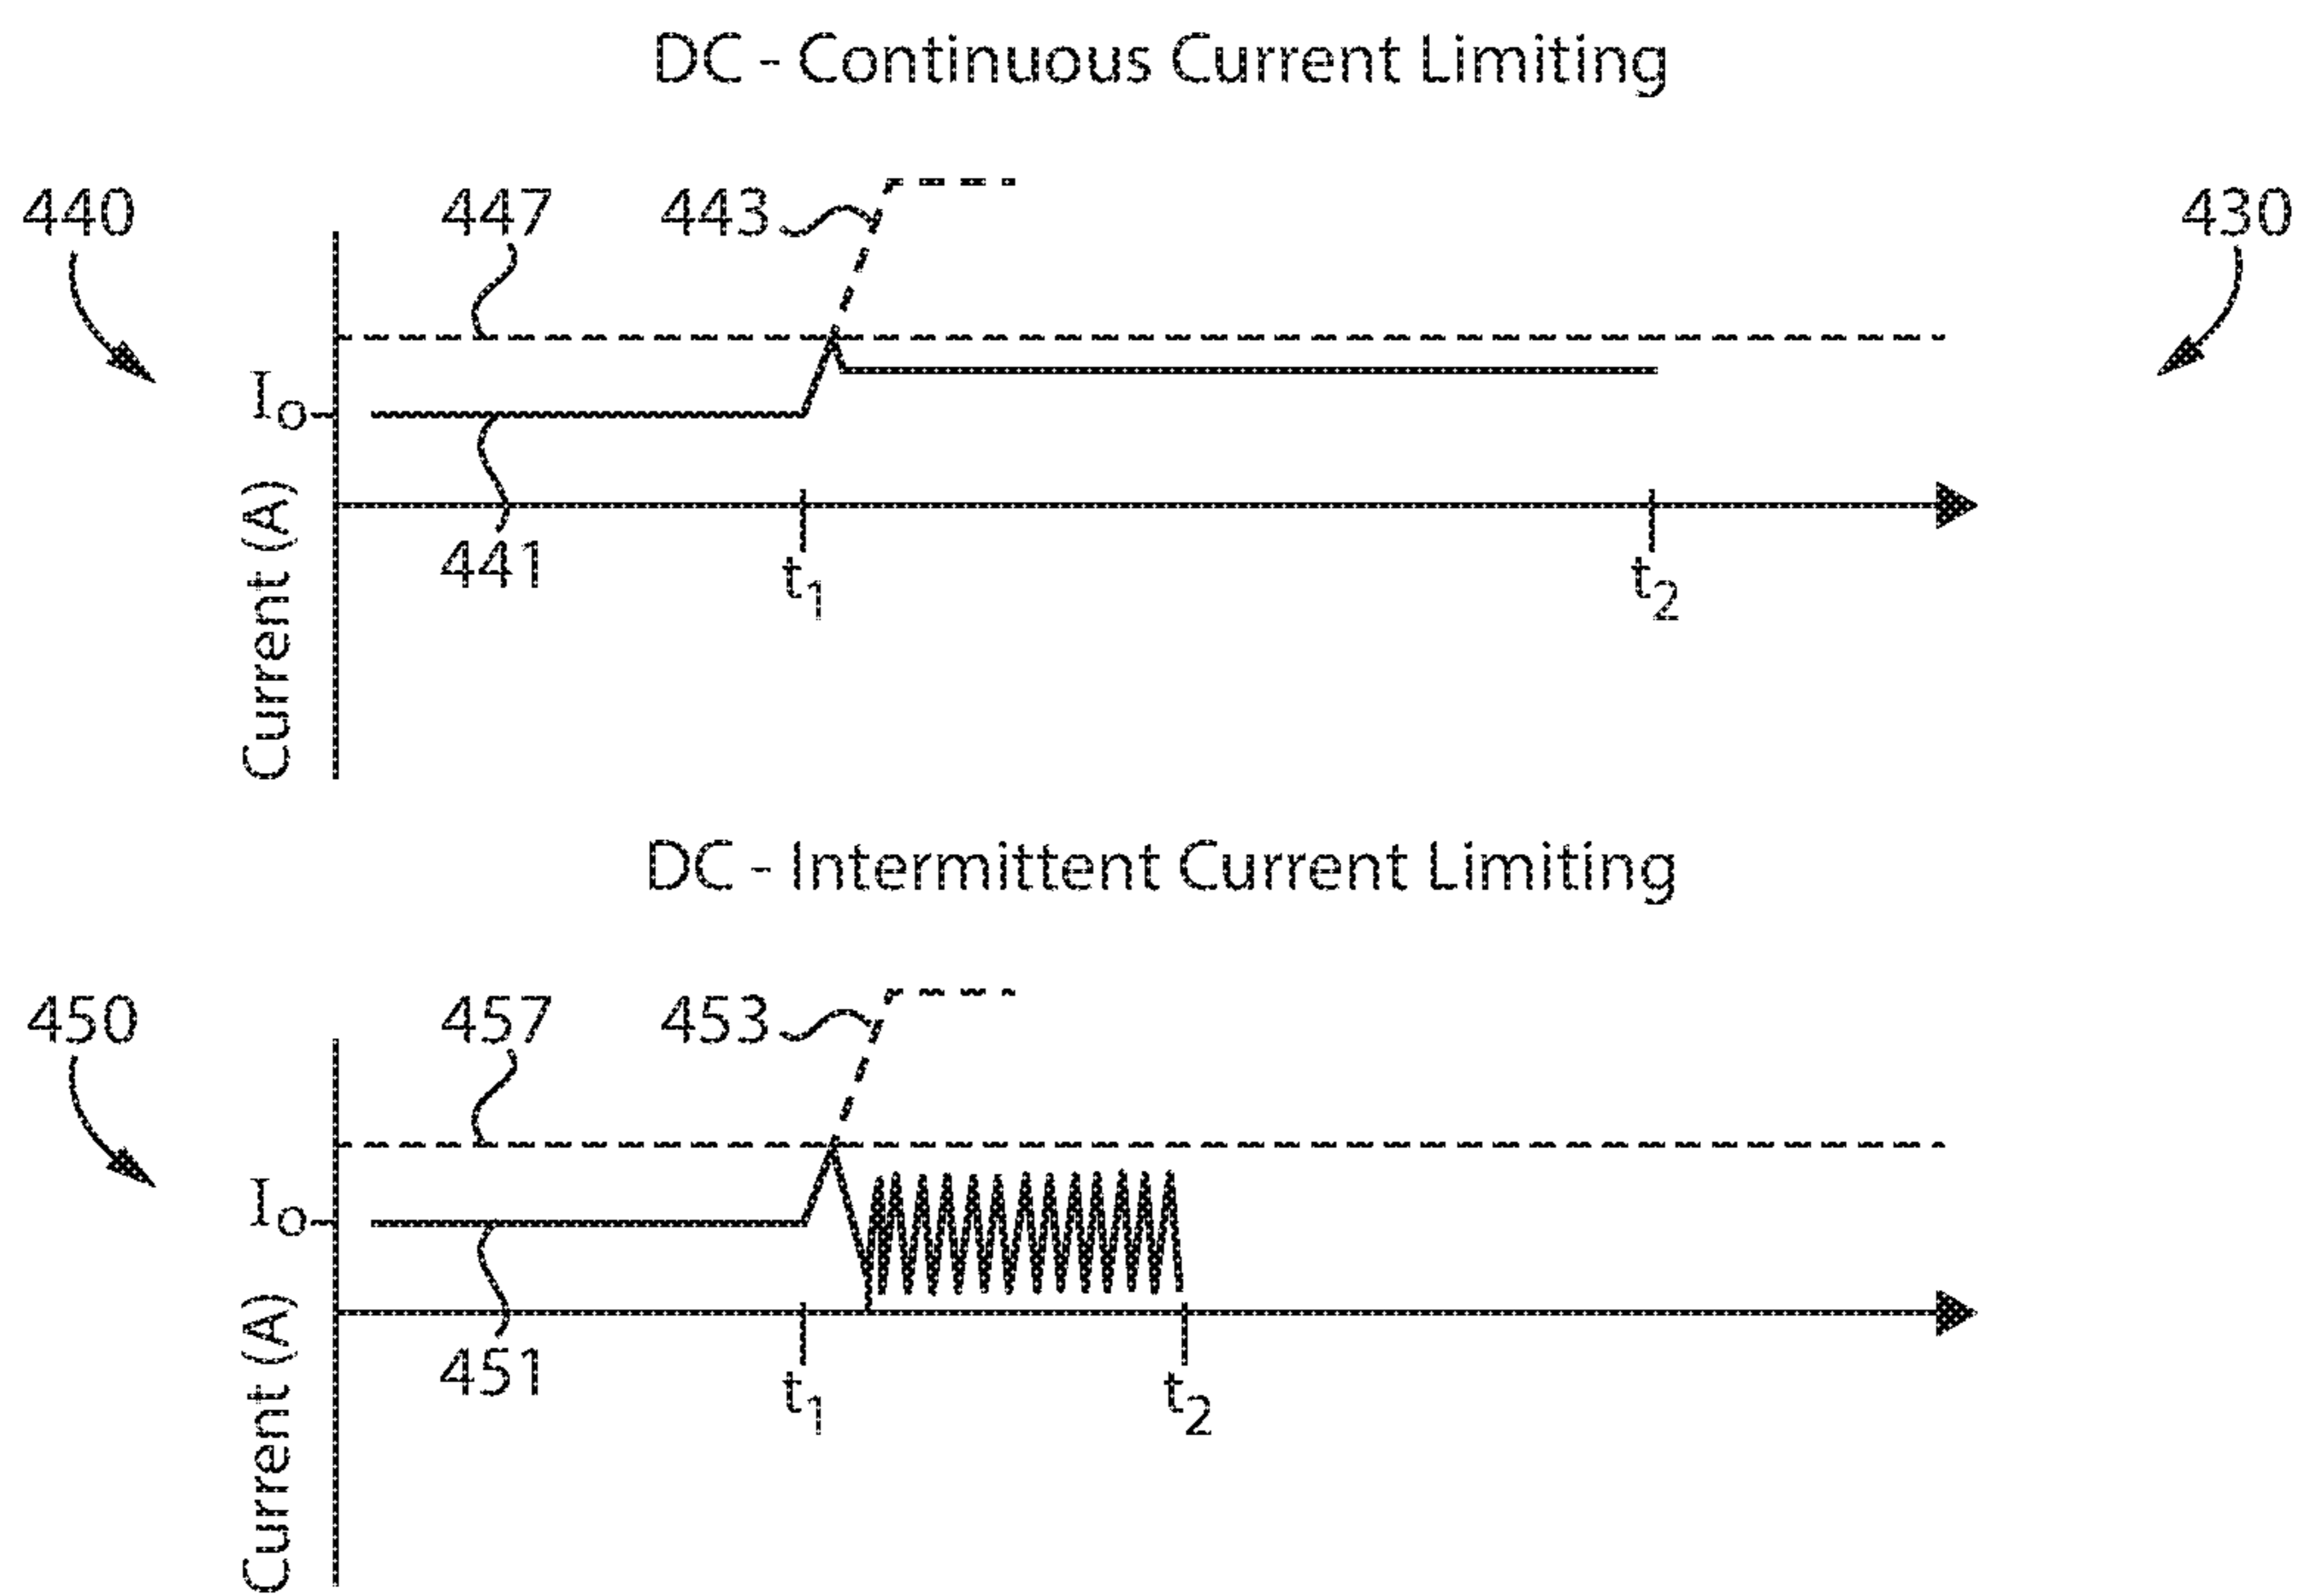 DC - Continuous Current Limiting
440
447
443
430
Io
Current (A)
441
t1
t2
DC - Intermittent Current Limiting
450
457
453
Io
Current (A)
451
t1
t2